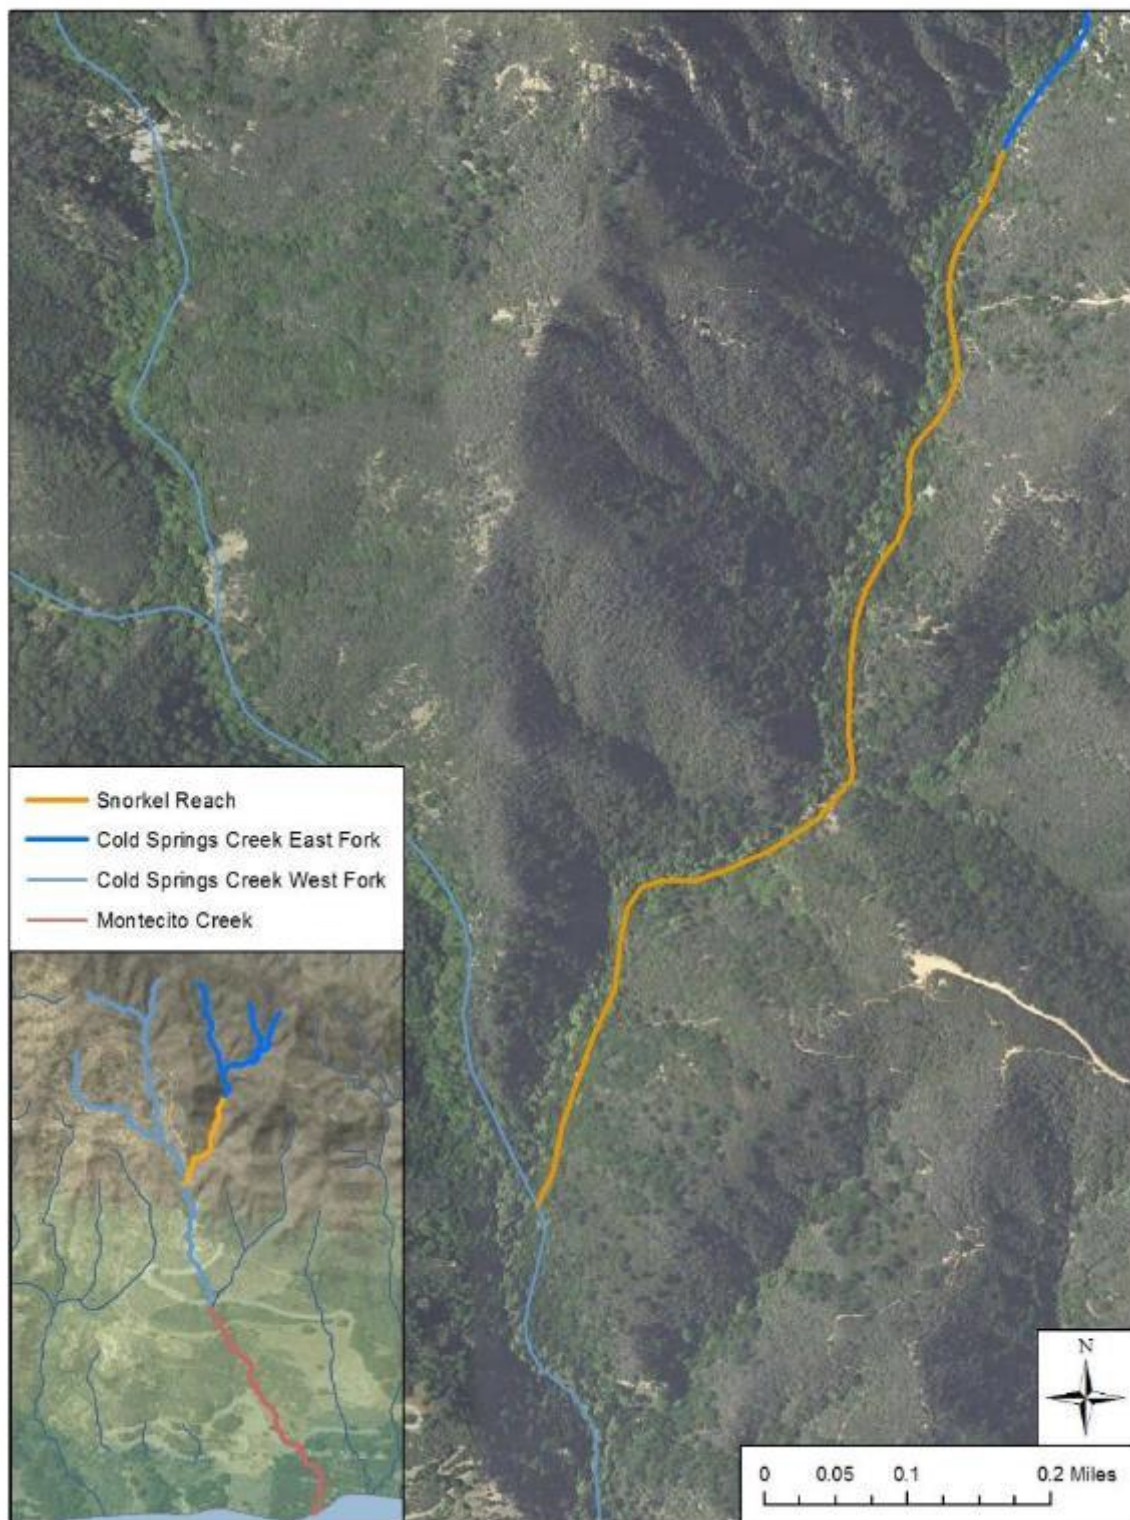 Snorkel Reach
Cold Springs Creek East Fork
Cold Springs Creek West Fork
Montecito Creek
N
0 0.05 0.1 0.2 Miles